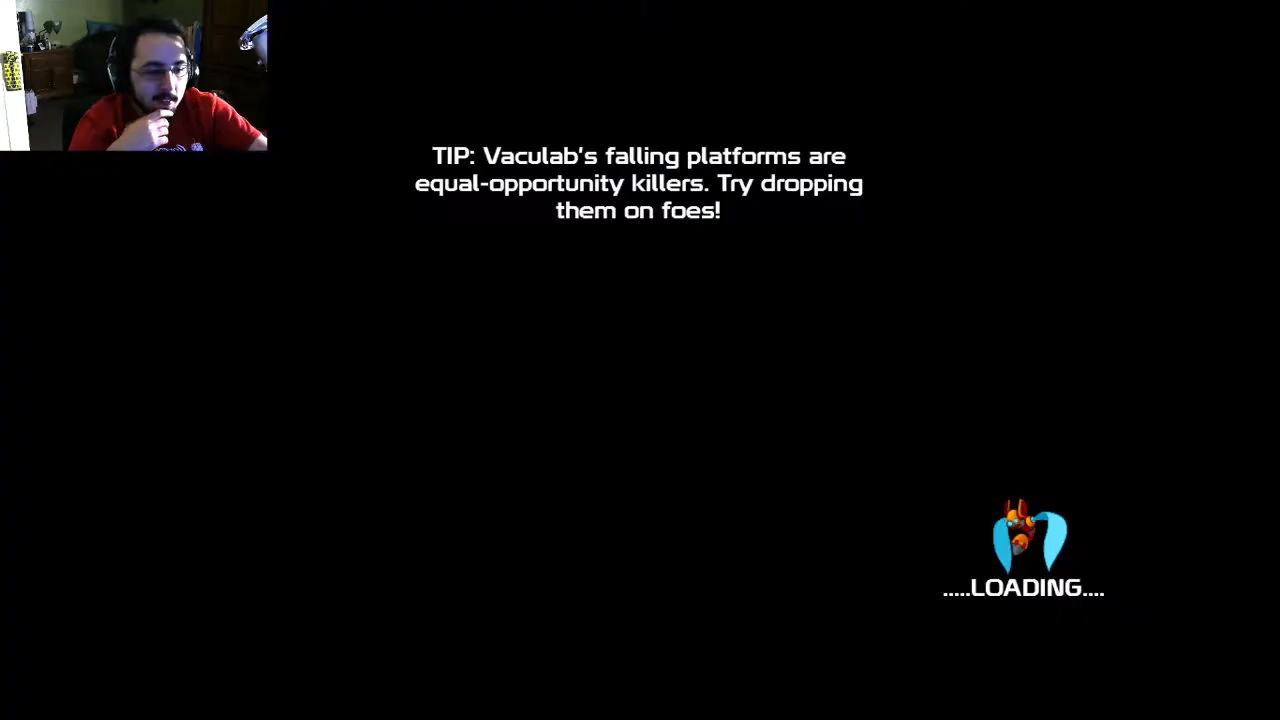 TIP: Vaculab's falling platforms are
equal-opportunity killers. Try dropping
them on foes!
.....LOADING....